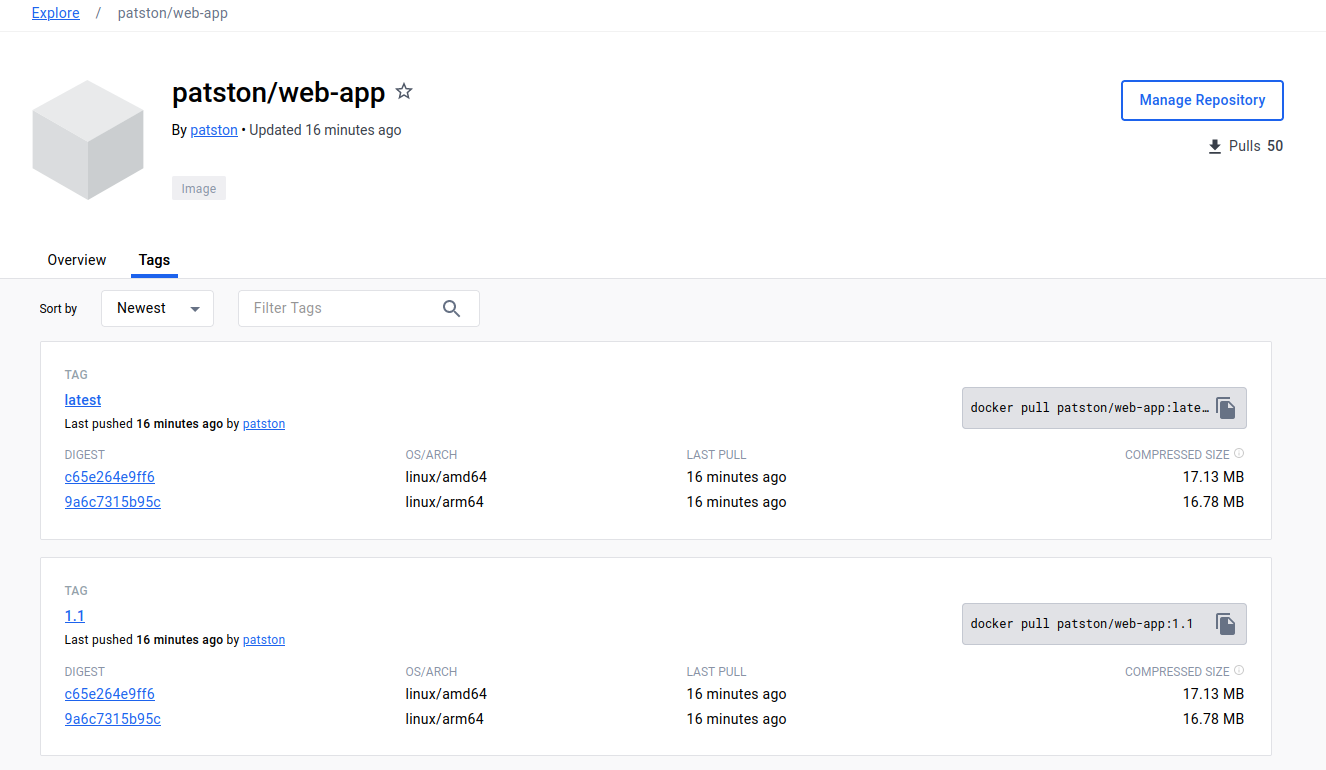 Explore / patston/web-app
patston/web-app
Manage Repository
By patston • Updated 16 minutes ago
Pulls 50
Image
Overview Tags
Sort by Newest Filter Tags
TAG
latest
docker pull patston/web-app:late…
Last pushed 16 minutes ago by patston
DIGEST OS/ARCH LAST PULL COMPRESSED SIZE
c65e264e9ff6 linux/amd64 16 minutes ago 17.13 MB
9a6c7315b95c linux/arm64 16 minutes ago 16.78 MB
TAG
1.1
docker pull patston/web-app:1.1
Last pushed 16 minutes ago by patston
DIGEST OS/ARCH LAST PULL COMPRESSED SIZE
c65e264e9ff6 linux/amd64 16 minutes ago 17.13 MB
9a6c7315b95c linux/arm64 16 minutes ago 16.78 MB